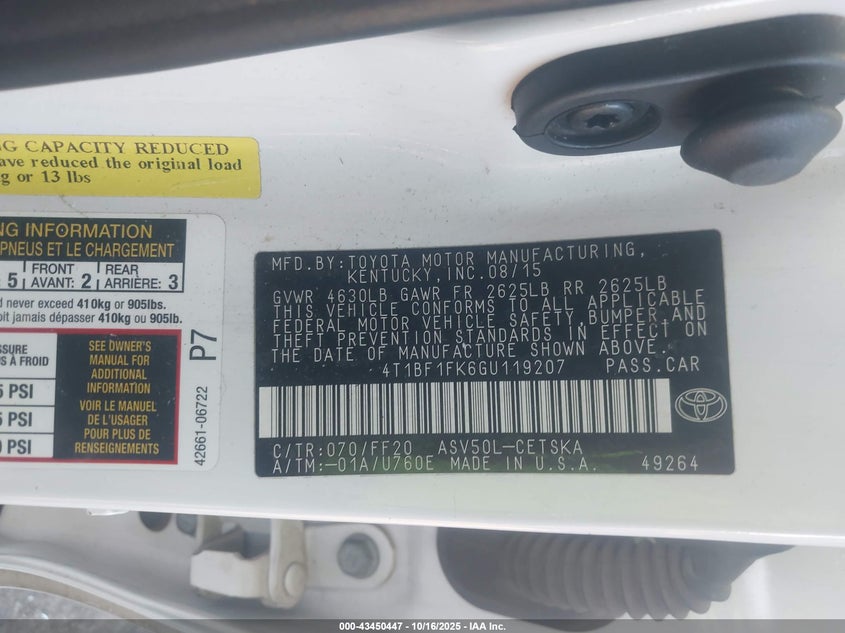 NG CAPACITY REDUCED
ave reduced the original load
g or 13 lbs
NG INFORMATION
PNEUS ET LE CHARGEMENT
5 FRONT AVANT: 2 REAR ARRIÈRE: 3
never exceed 410kg or 905lbs.
oit jamais dépasser 410kg ou 905lb.
SSURE
S À FROID
5 PSI
5 PSI
0 PSI
SEE OWNER'S
MANUAL FOR
ADDITIONAL
INFORMATION
VOIR LE MANUEL
DE L'USAGER
POUR PLUS DE
RENSEIGNEMENTS
42661-06722
P7
MFD.BY:TOYOTA MOTOR MANUFACTURING,
KENTUCKY, INC.08/15
GVWR 4630LB GAWR FR 2625LB RR 2625LB
THIS VEHICLE CONFORMS TO ALL APPLICABLE
FEDERAL MOTOR VEHICLE SAFETY, BUMPER,AND
THEFT PREVENTION STANDARDS IN EFFECT ON
THE DATE OF MANUFACTURE SHOWN ABOVE.
4T1BF1FK6GU119207 PASS.CAR
C/TR:070/FF20 ASV50L-CETSKA
A/TM:-01A/U760E MADE IN U.S.A. 49264
000-43450447 - 10/16/2025 - IAA Inc.